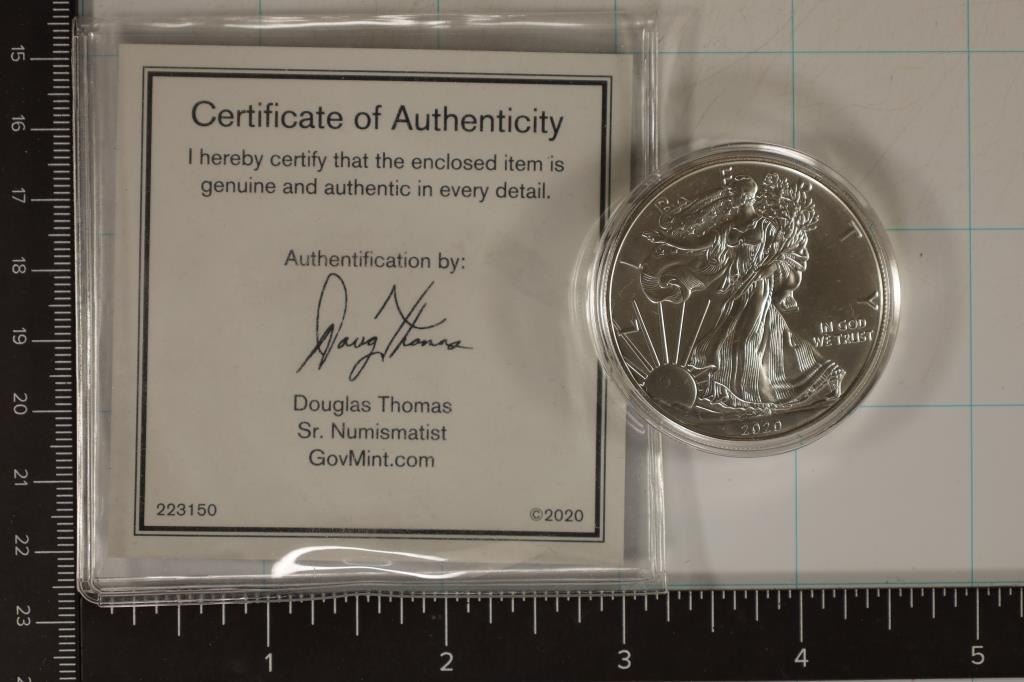 Certificate of Authenticity
I hereby certify that the enclosed item is
genuine and authentic in every detail.
Authentification by:
Doug Thomas
Douglas Thomas
Sr. Numismatist
GovMint.com
223150
©2020
LIBERTY
IN GOD
WE TRUST
2020
15
16
17
18
19
20
21
22
23
1 2 3 4 5